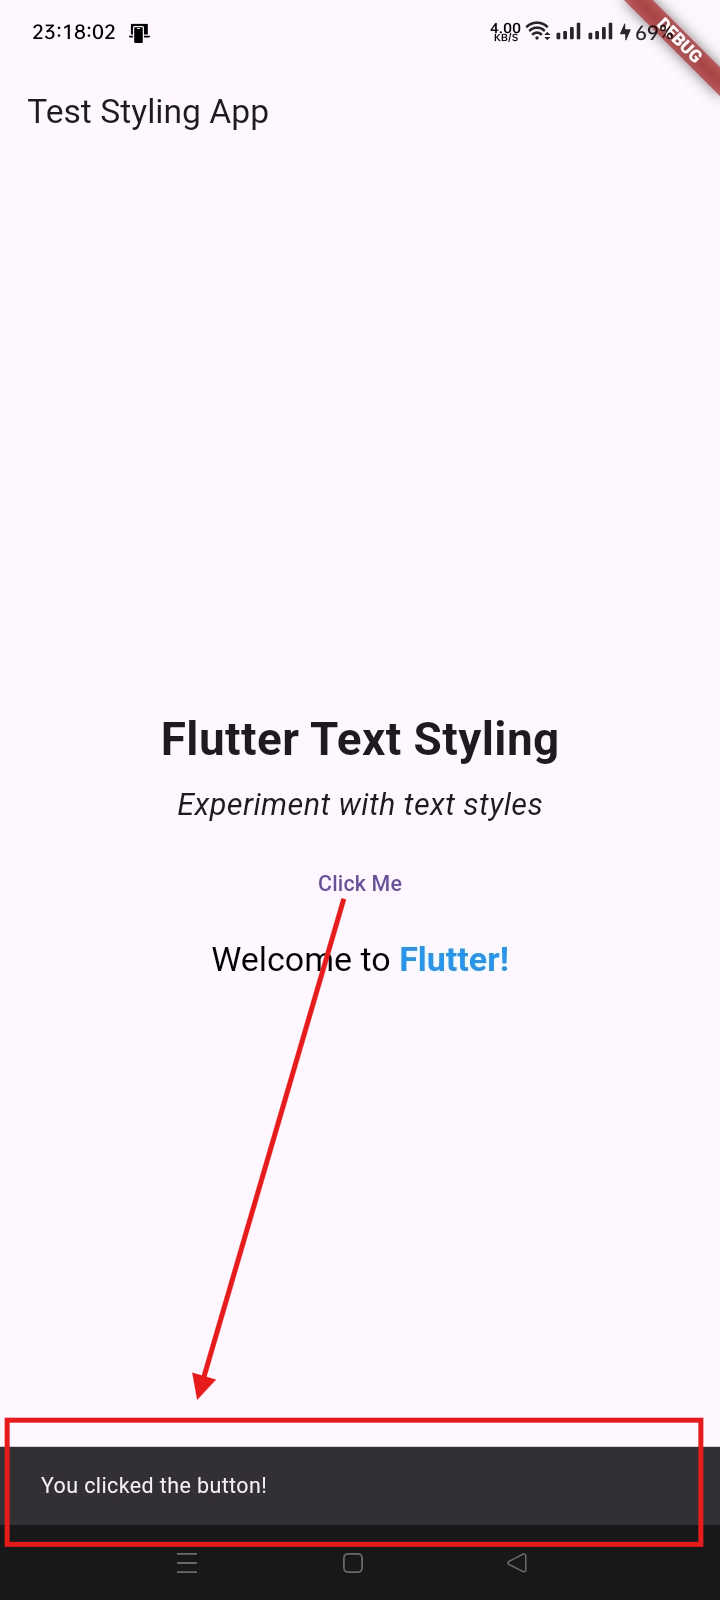 23:18:02
4.00
KB/S
69%
DEBUG
Test Styling App
Flutter Text Styling
Experiment with text styles
Click Me
Welcome to Flutter!
You clicked the button!